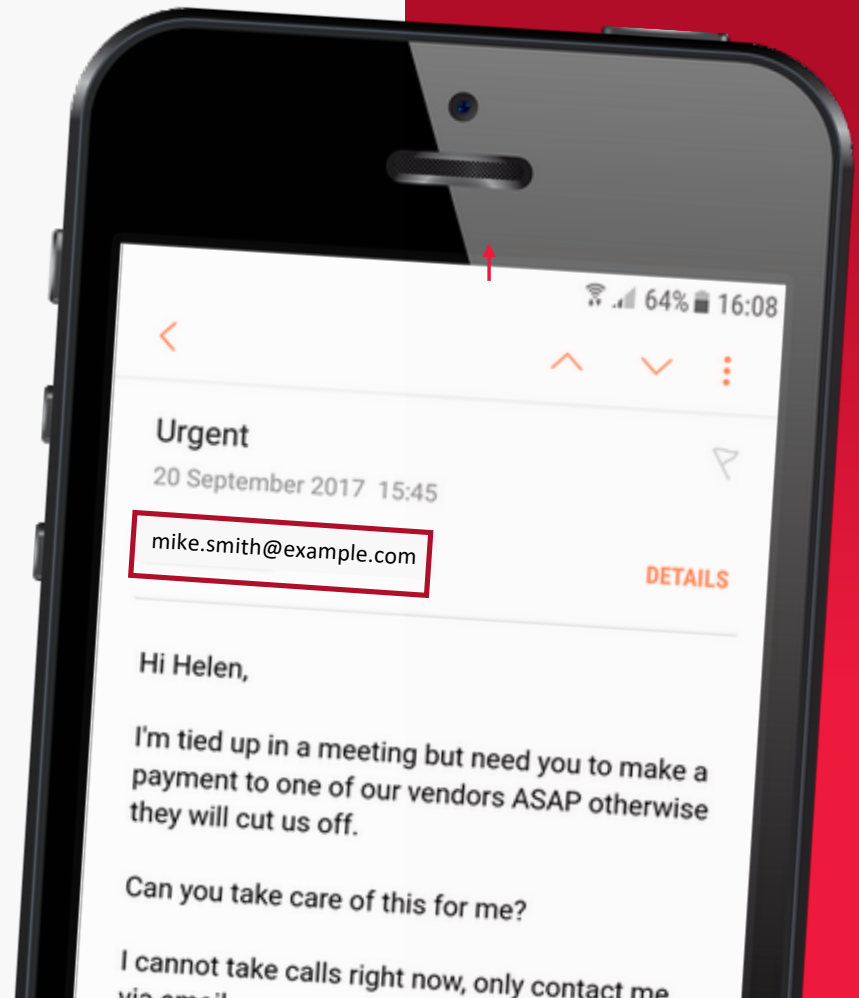 64% 16:08
Urgent
20 September 2017 15:45
mike.smith@example.com
DETAILS
Hi Helen,
I'm tied up in a meeting but need you to make a
payment to one of our vendors ASAP otherwise
they will cut us off.
Can you take care of this for me?
I cannot take calls right now, only contact me
via email